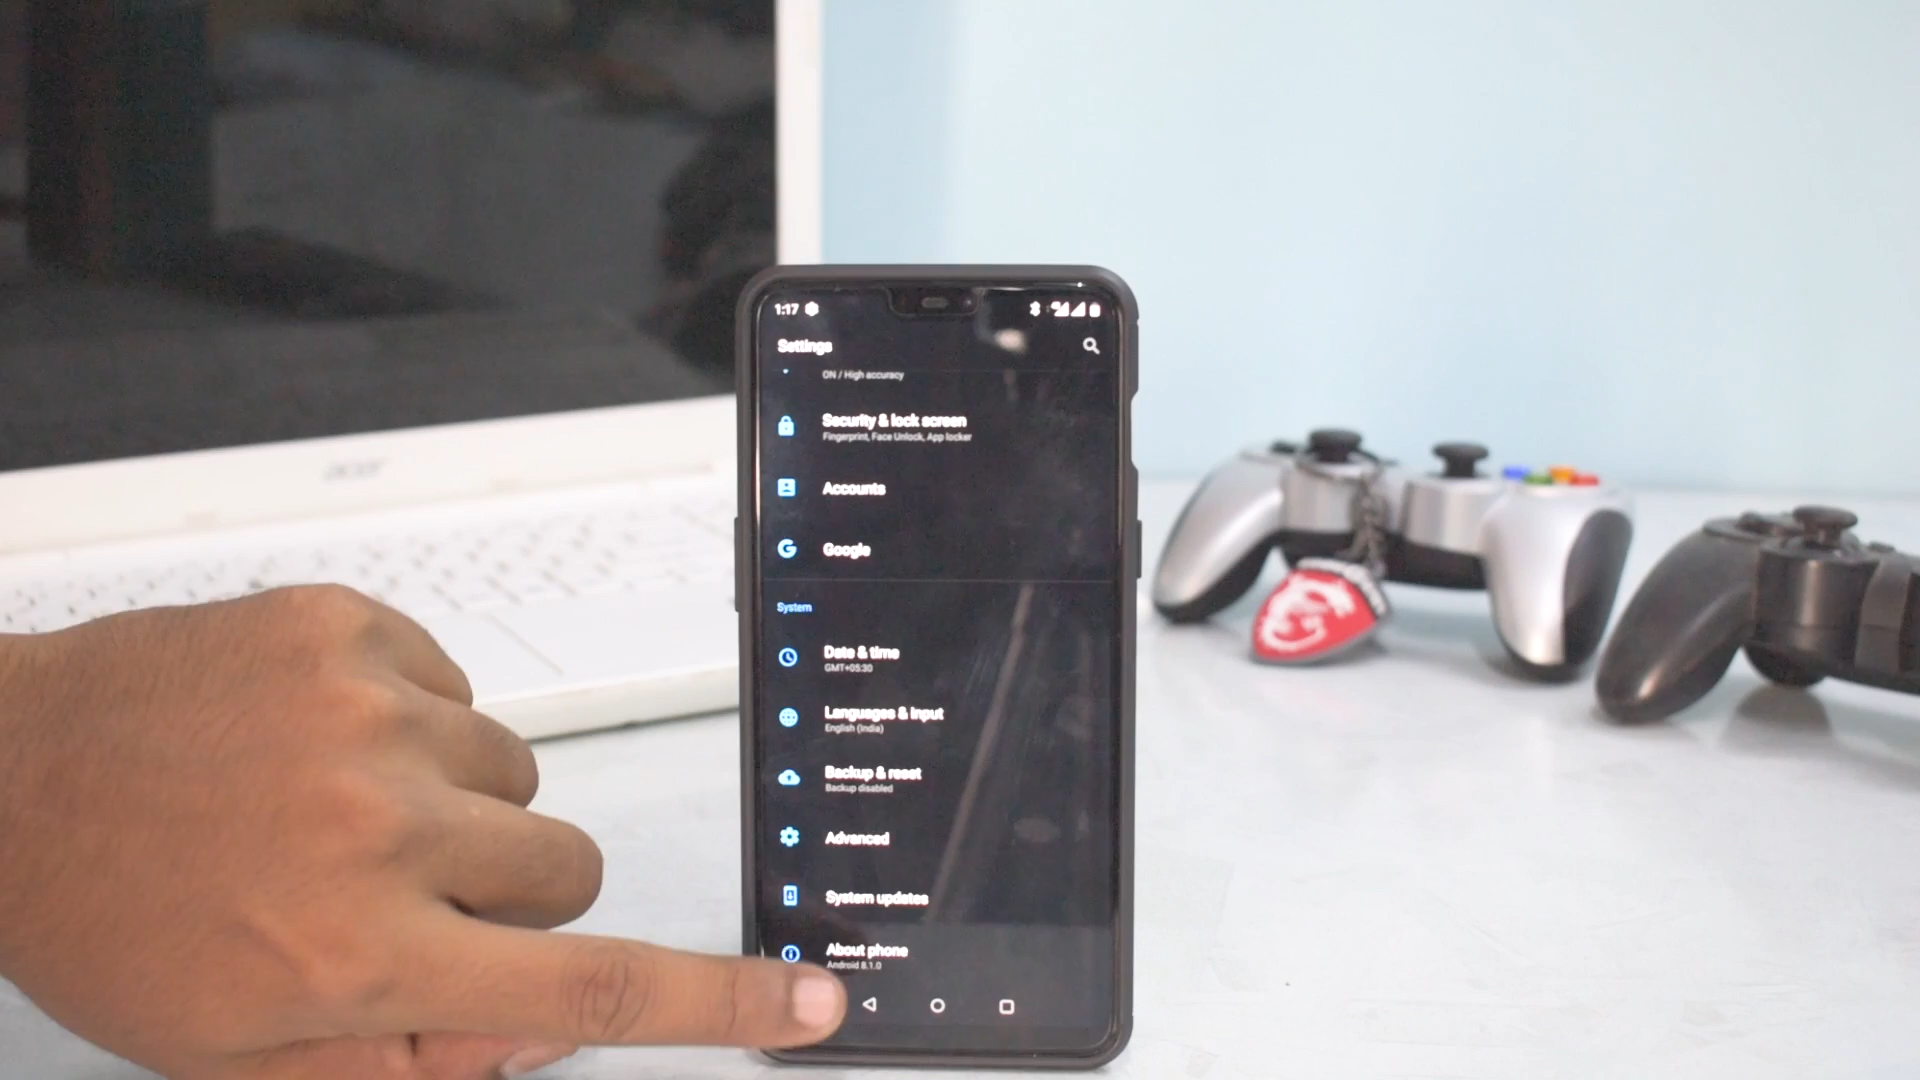 acer
1:17
Settings
ON / High accuracy
Security & lock screen
Fingerprint, Face Unlock, App locker
Accounts
Google
System
Date & time
GMT+05:30
Languages & input
English (India)
Backup & reset
Backup disabled
Advanced
System updates
About phone
Android 8.1.0